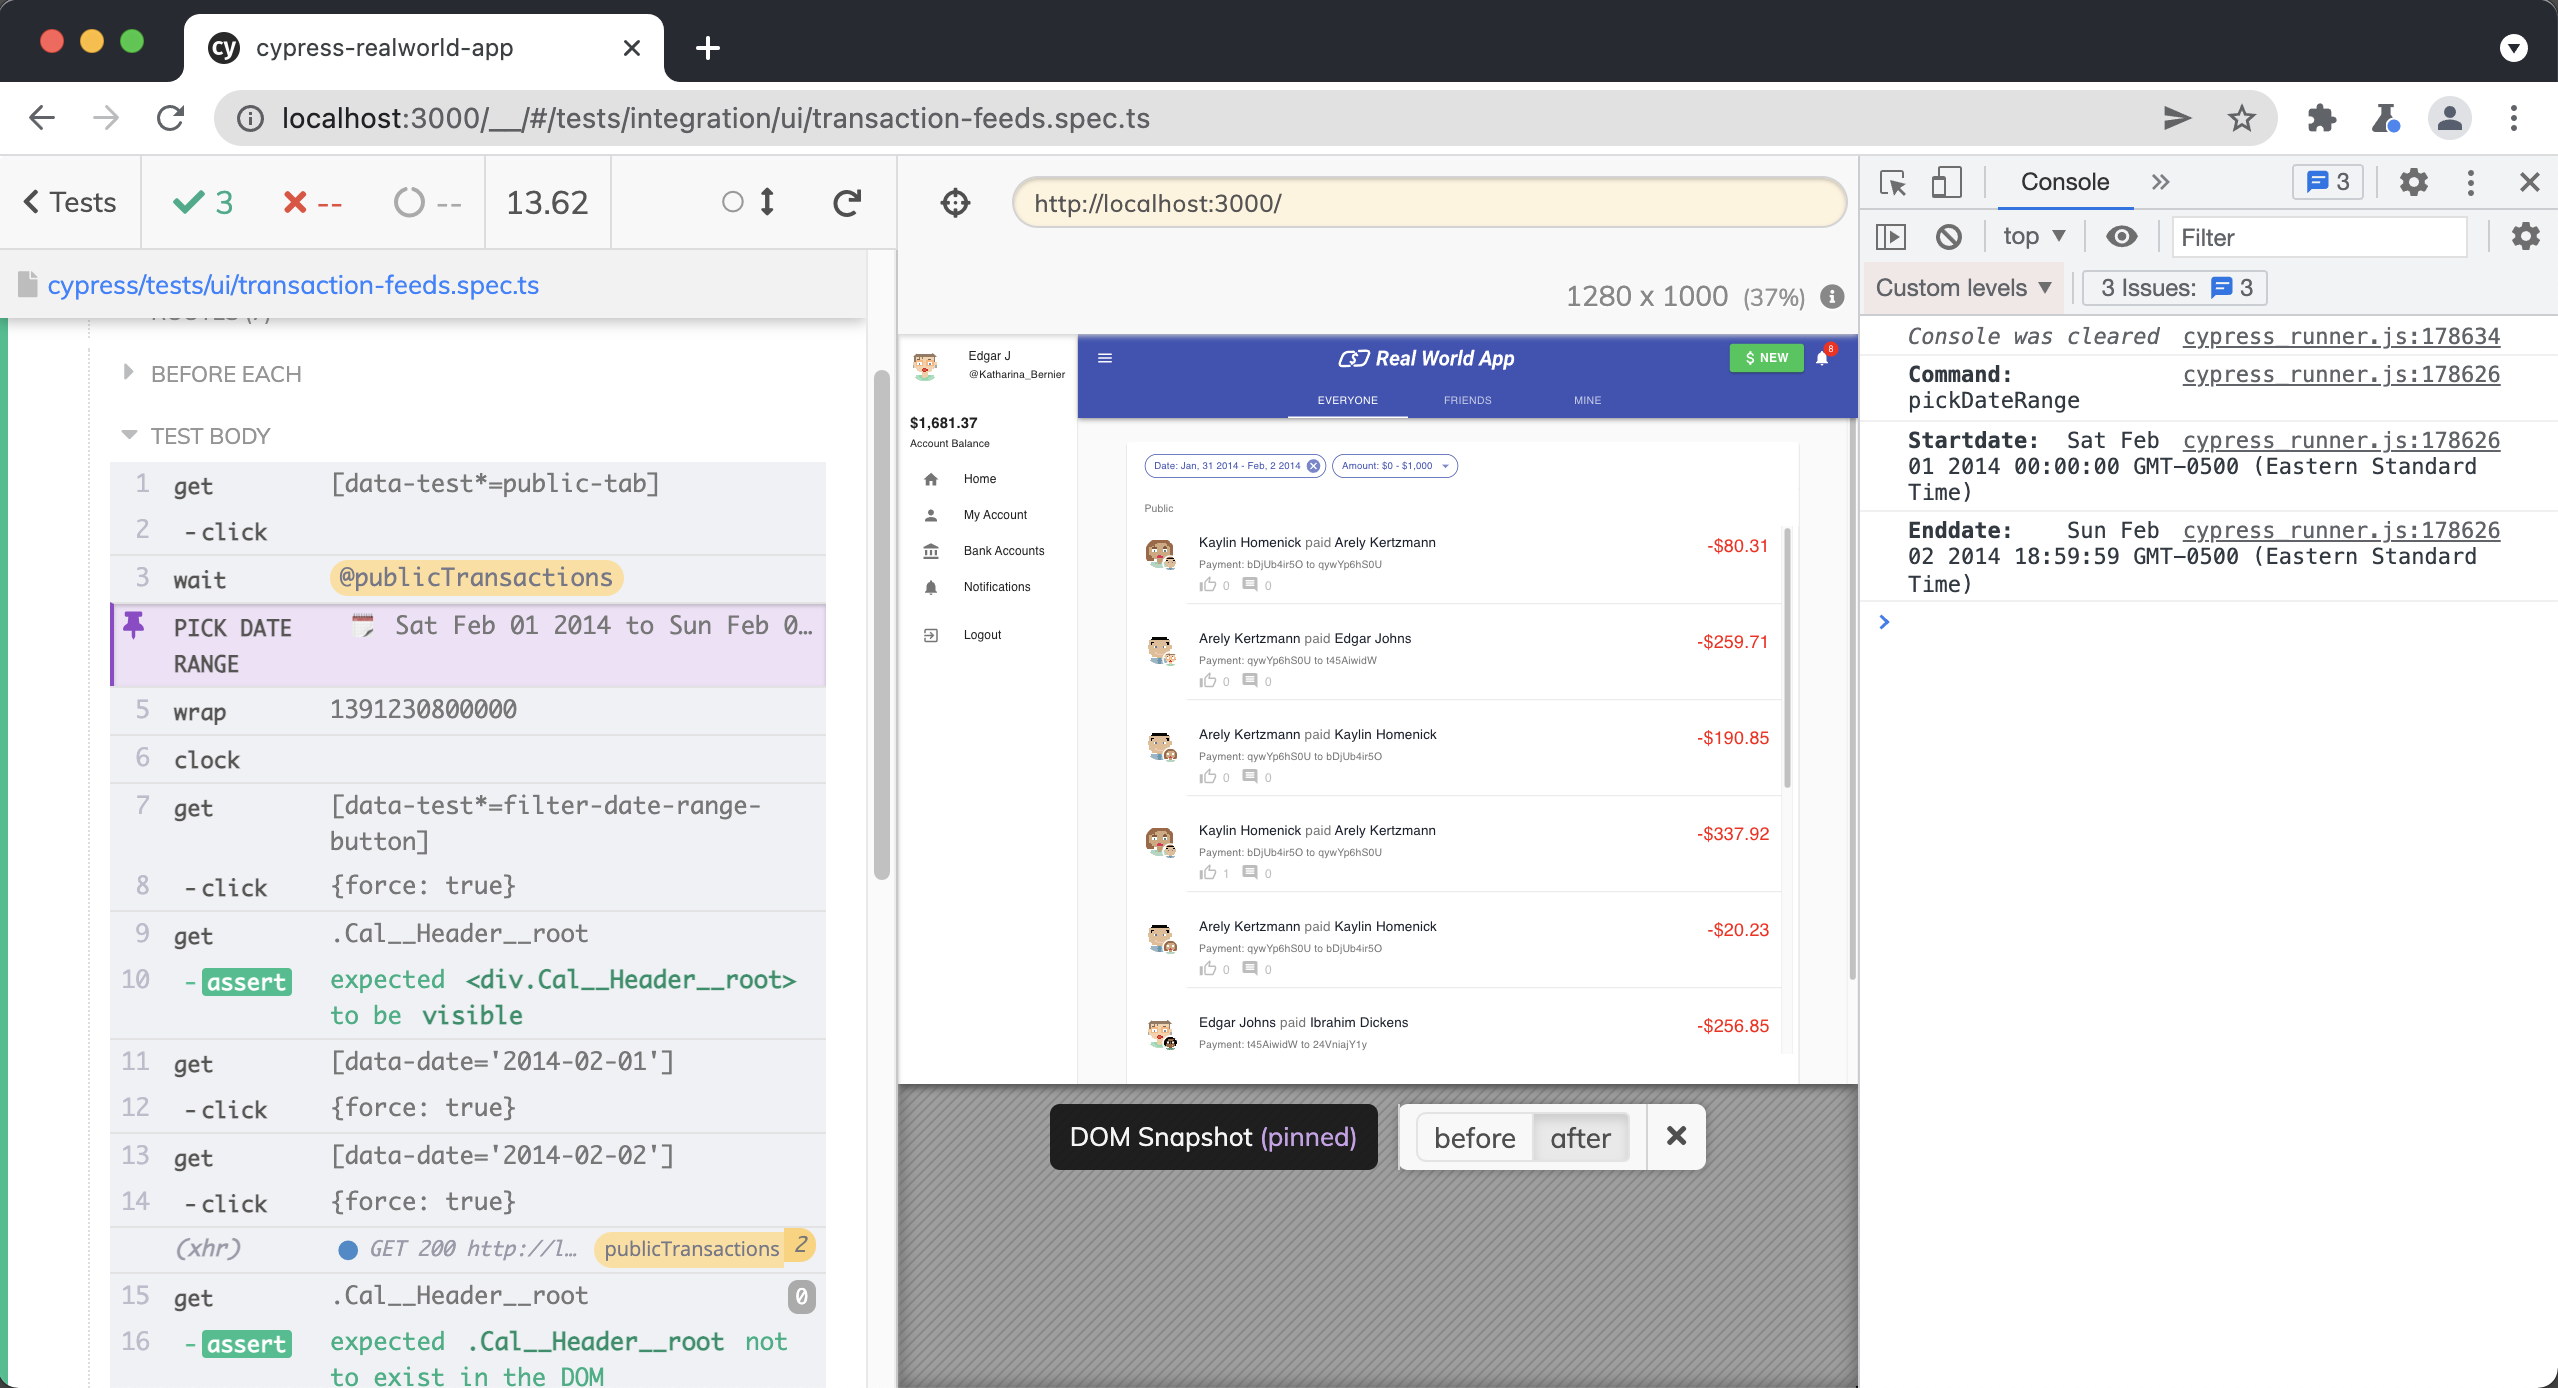 cypress-realworld-app
localhost:3000/__/#/tests/integration/ui/transaction-feeds.spec.ts
Tests
3
--
--
13.62
cypress/tests/ui/transaction-feeds.spec.ts
BEFORE EACH
TEST BODY
1 get [data-test*=public-tab]
2 -click
3 wait @publicTransactions
PICK DATE RANGE Sat Feb 01 2014 to Sun Feb 0…
5 wrap 1391230800000
6 clock
7 get [data-test*=filter-date-range-
button]
8 -click {force: true}
9 get .Cal__Header__root
10 -assert expected <div.Cal__Header__root>
to be visible
11 get [data-date='2014-02-01']
12 -click {force: true}
13 get [data-date='2014-02-02']
14 -click {force: true}
(xhr) GET 200 http://l… publicTransactions 2
15 get .Cal__Header__root 0
16 -assert expected .Cal__Header__root not
to exist in the DOM
http://localhost:3000/
1280 x 1000 (37%)
Edgar J
@Katharina_Bernier
$1,681.37
Account Balance
Home
My Account
Bank Accounts
Notifications
Logout
Real World App
$ NEW
8
EVERYONE
FRIENDS
MINE
Date: Jan, 31 2014 - Feb, 2 2014
Amount: $0 - $1,000
Public
Kaylin Homenick paid Arely Kertzmann
-$80.31
Payment: bDjUb4ir5O to qywYp6hS0U
0 0
Arely Kertzmann paid Edgar Johns
-$259.71
Payment: qywYp6hS0U to t45AiwidW
0 0
Arely Kertzmann paid Kaylin Homenick
-$190.85
Payment: qywYp6hS0U to bDjUb4ir5O
0 0
Kaylin Homenick paid Arely Kertzmann
-$337.92
Payment: bDjUb4ir5O to qywYp6hS0U
1 0
Arely Kertzmann paid Kaylin Homenick
-$20.23
Payment: qywYp6hS0U to bDjUb4ir5O
0 0
Edgar Johns paid Ibrahim Dickens
-$256.85
Payment: t45AiwidW to 24VniajY1y
DOM Snapshot (pinned)
before
after
Console
3
top
Filter
Custom levels
3 Issues: 3
Console was cleared cypress_runner.js:178634
Command: cypress_runner.js:178626
pickDateRange
Startdate: Sat Feb cypress_runner.js:178626
01 2014 00:00:00 GMT-0500 (Eastern Standard
Time)
Enddate: Sun Feb cypress_runner.js:178626
02 2014 18:59:59 GMT-0500 (Eastern Standard
Time)